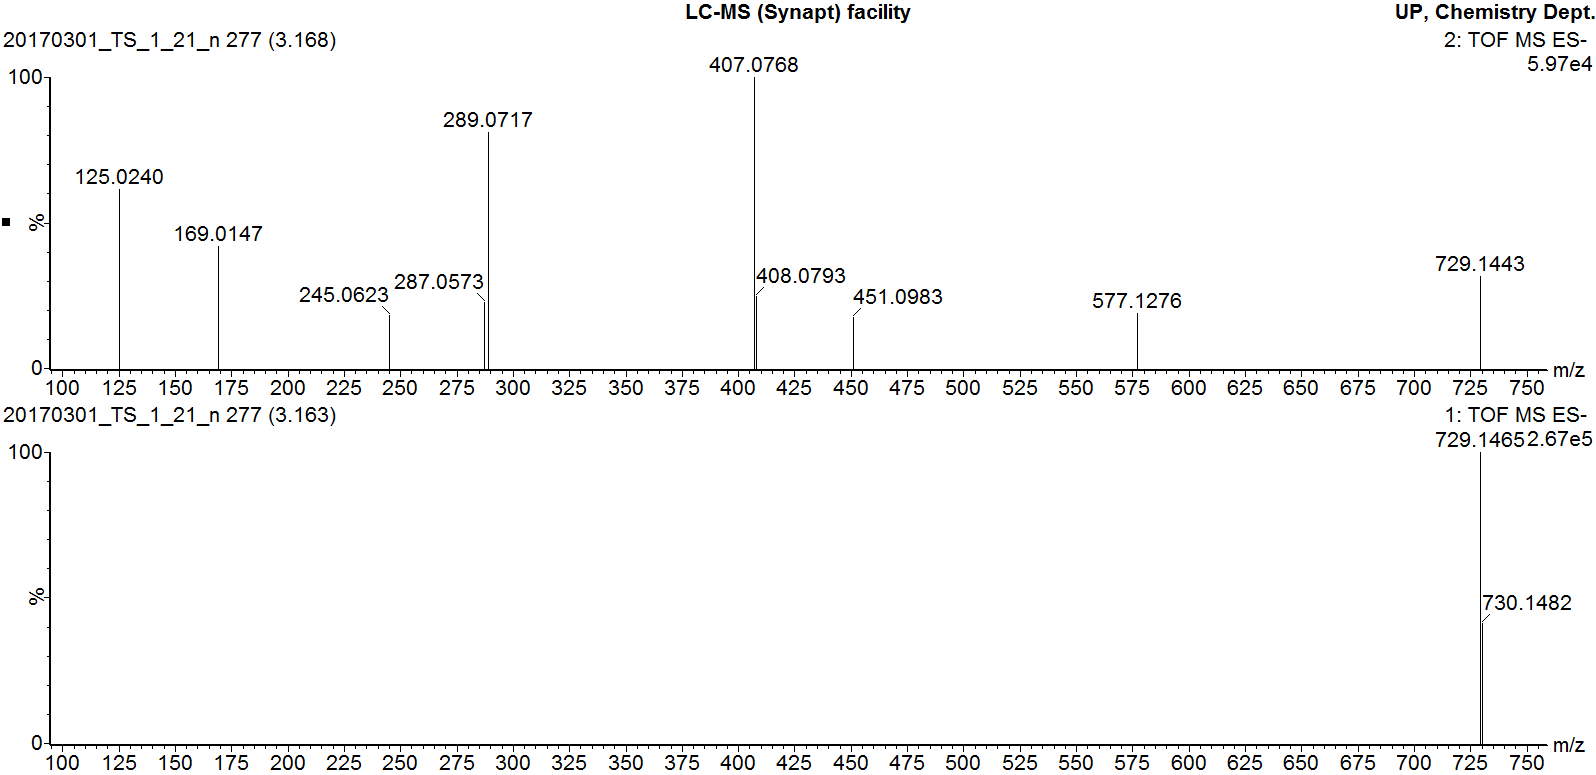 LC-MS (Synapt) facility
UP, Chemistry Dept.
20170301_TS_1_21_n 277 (3.168)
2: TOF MS ES-
5.97e4
100
%
0
407.0768
289.0717
125.0240
169.0147
245.0623
287.0573
408.0793
451.0983
577.1276
729.1443
100 125 150 175 200 225 250 275 300 325 350 375 400 425 450 475 500 525 550 575 600 625 650 675 700 725 750
m/z
20170301_TS_1_21_n 277 (3.163)
1: TOF MS ES-
729.1465 2.67e5
100
%
0
730.1482
100 125 150 175 200 225 250 275 300 325 350 375 400 425 450 475 500 525 550 575 600 625 650 675 700 725 750
m/z